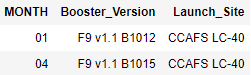 MONTH Booster_Version Launch_Site
01 F9 v1.1 B1012 CCAFS LC-40
04 F9 v1.1 B1015 CCAFS LC-40